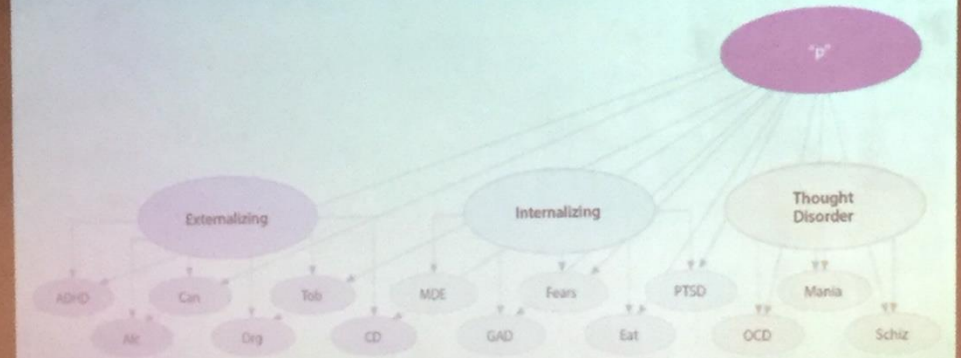 "p"
Externalizing
Internalizing
Thought
Disorder
ADHD
Can
Tob
MDE
Fears
PTSD
Mania
Alc
Drg
CD
GAD
Eat
OCD
Schiz